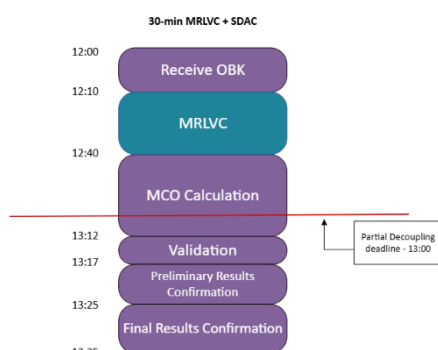 30-min MRLVC + SDAC
12:00
Receive OBK
12:10
MRLVC
12:40
MCO Calculation
Partial Decoupling
deadline - 13:00
13:12
Validation
13:17
Preliminary Results
Confirmation
13:25
Final Results Confirmation